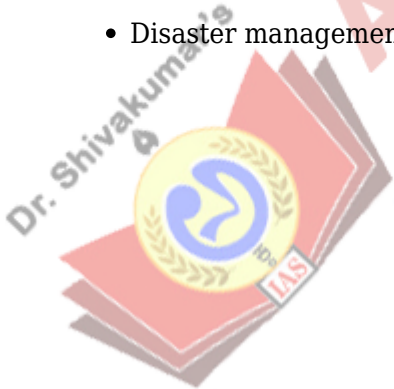 • Disaster managemen
Dr. Shivakumar's
IAS